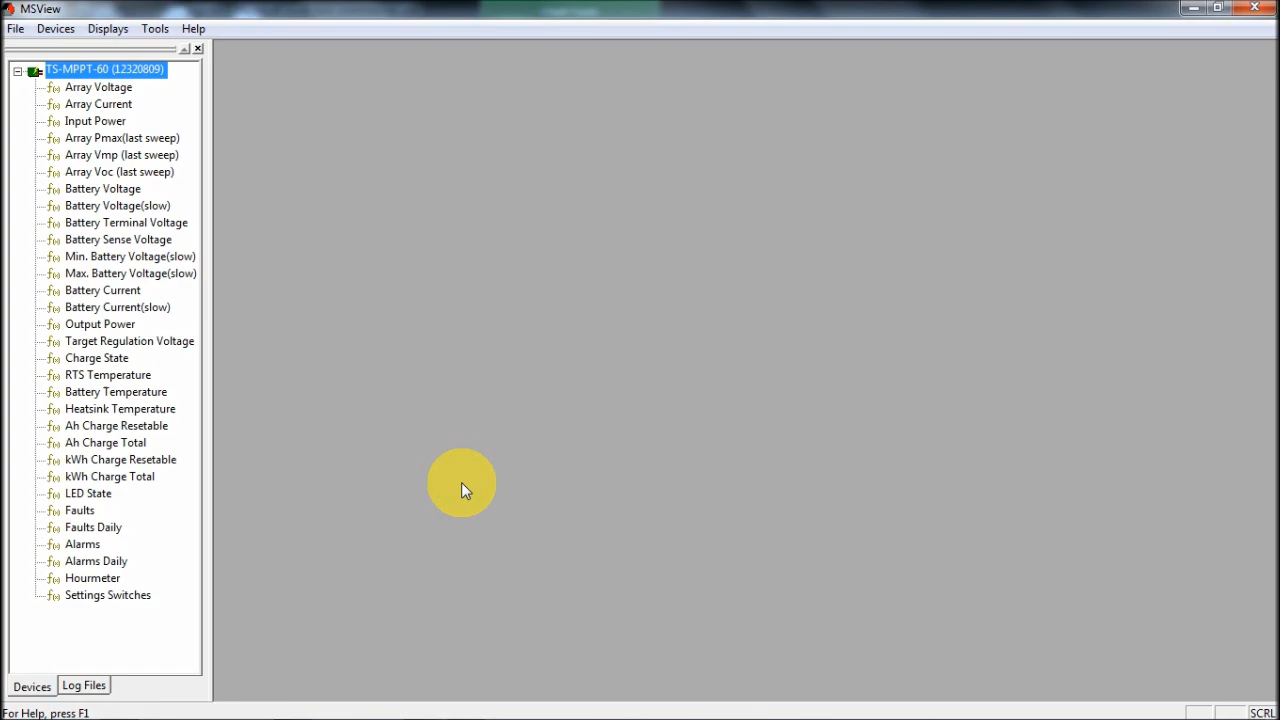 MSView
File Devices Displays Tools Help
TS-MPPT-60 (12320809)
Array Voltage
Array Current
Input Power
Array Pmax(last sweep)
Array Vmp (last sweep)
Array Voc (last sweep)
Battery Voltage
Battery Voltage(slow)
Battery Terminal Voltage
Battery Sense Voltage
Min. Battery Voltage(slow)
Max. Battery Voltage(slow)
Battery Current
Battery Current(slow)
Output Power
Target Regulation Voltage
Charge State
RTS Temperature
Battery Temperature
Heatsink Temperature
Ah Charge Resetable
Ah Charge Total
kWh Charge Resetable
kWh Charge Total
LED State
Faults
Faults Daily
Alarms
Alarms Daily
Hourmeter
Settings Switches
Devices Log Files
For Help, press F1 SCRL